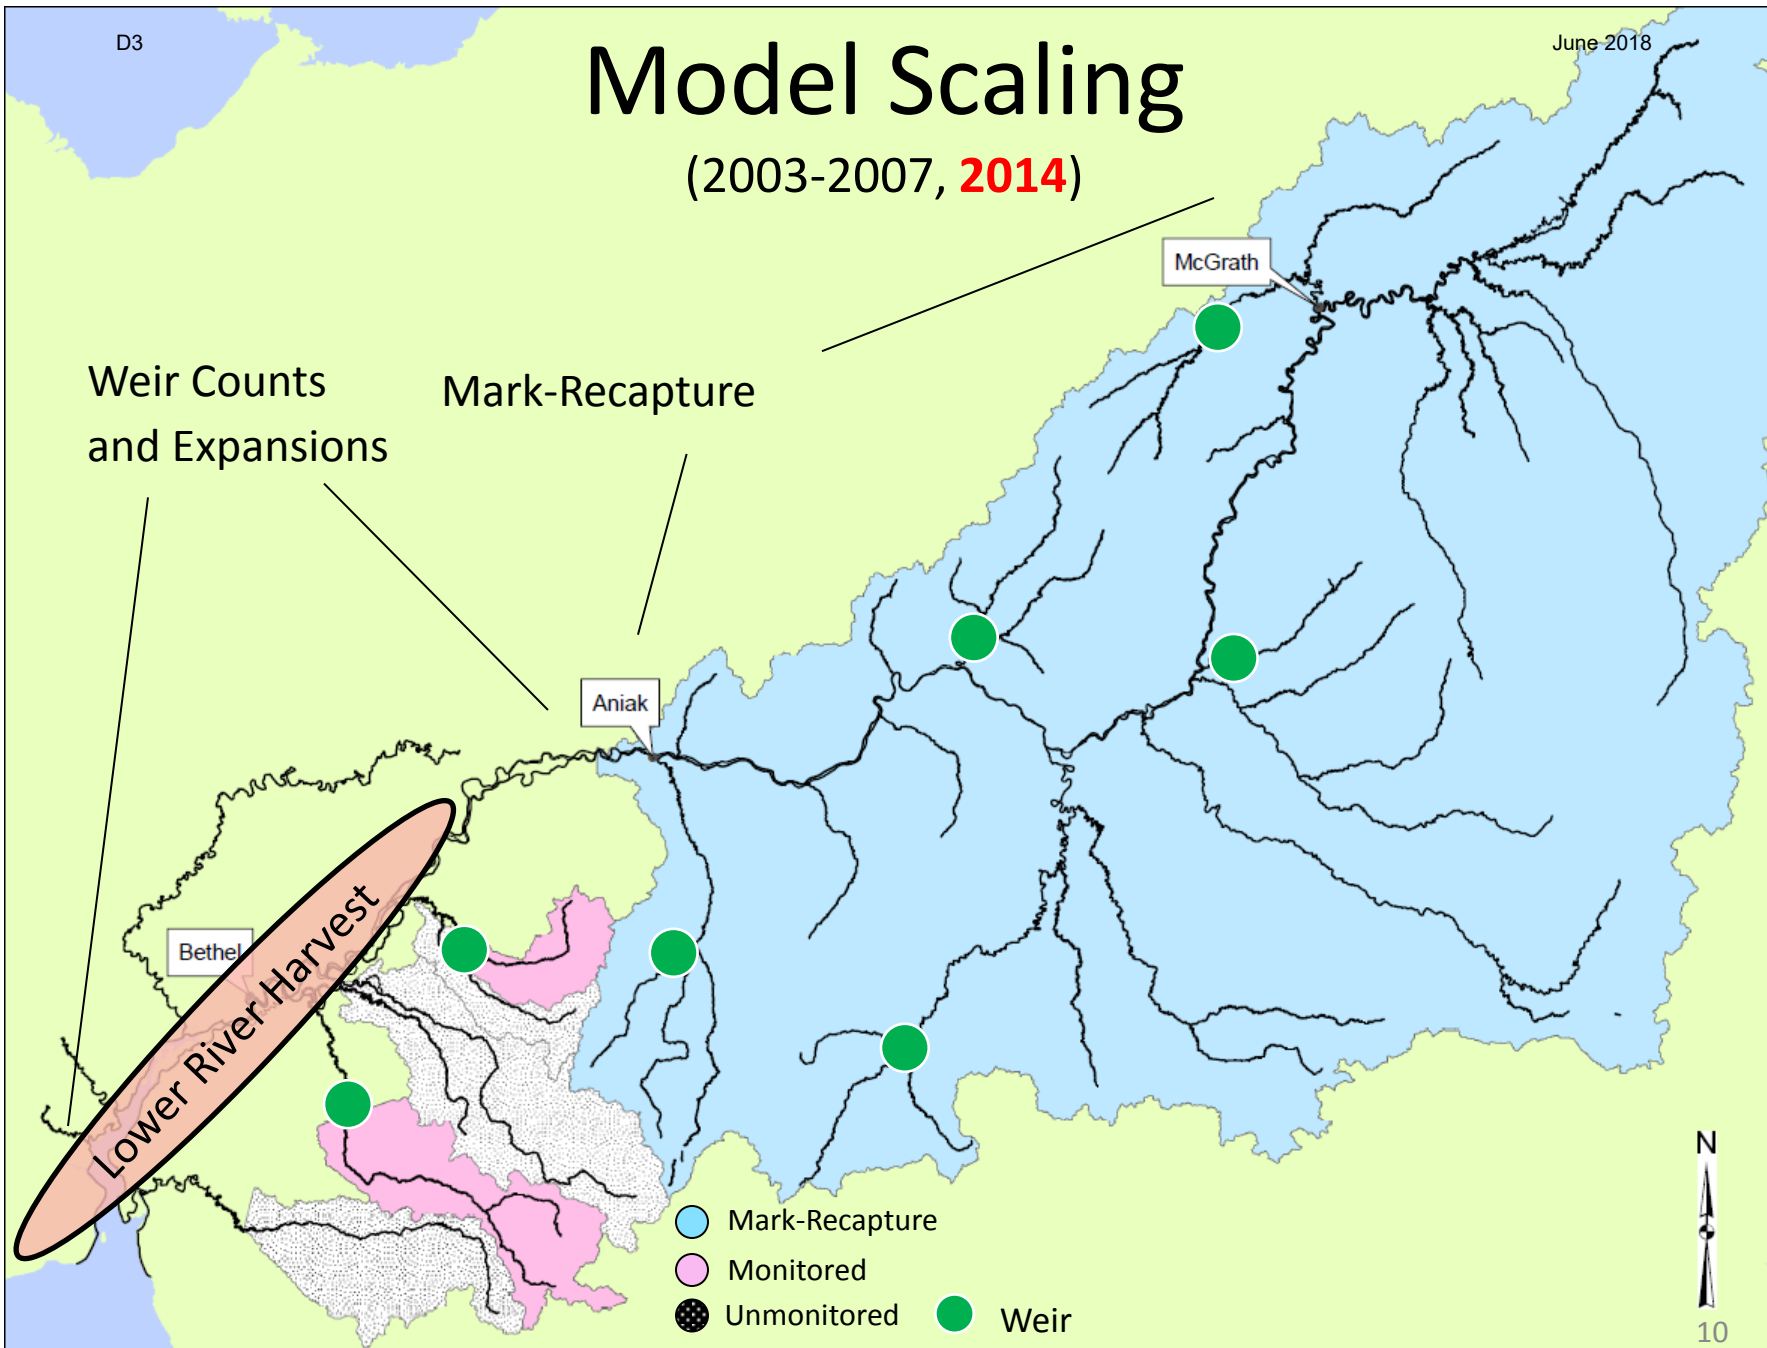 D3
June 2018
Model Scaling
(2003-2007, 2014)
McGrath
Weir Counts
and Expansions
Mark-Recapture
Aniak
Bethel
Lower River Harvest
Mark-Recapture
Monitored
Unmonitored
Weir
N
10